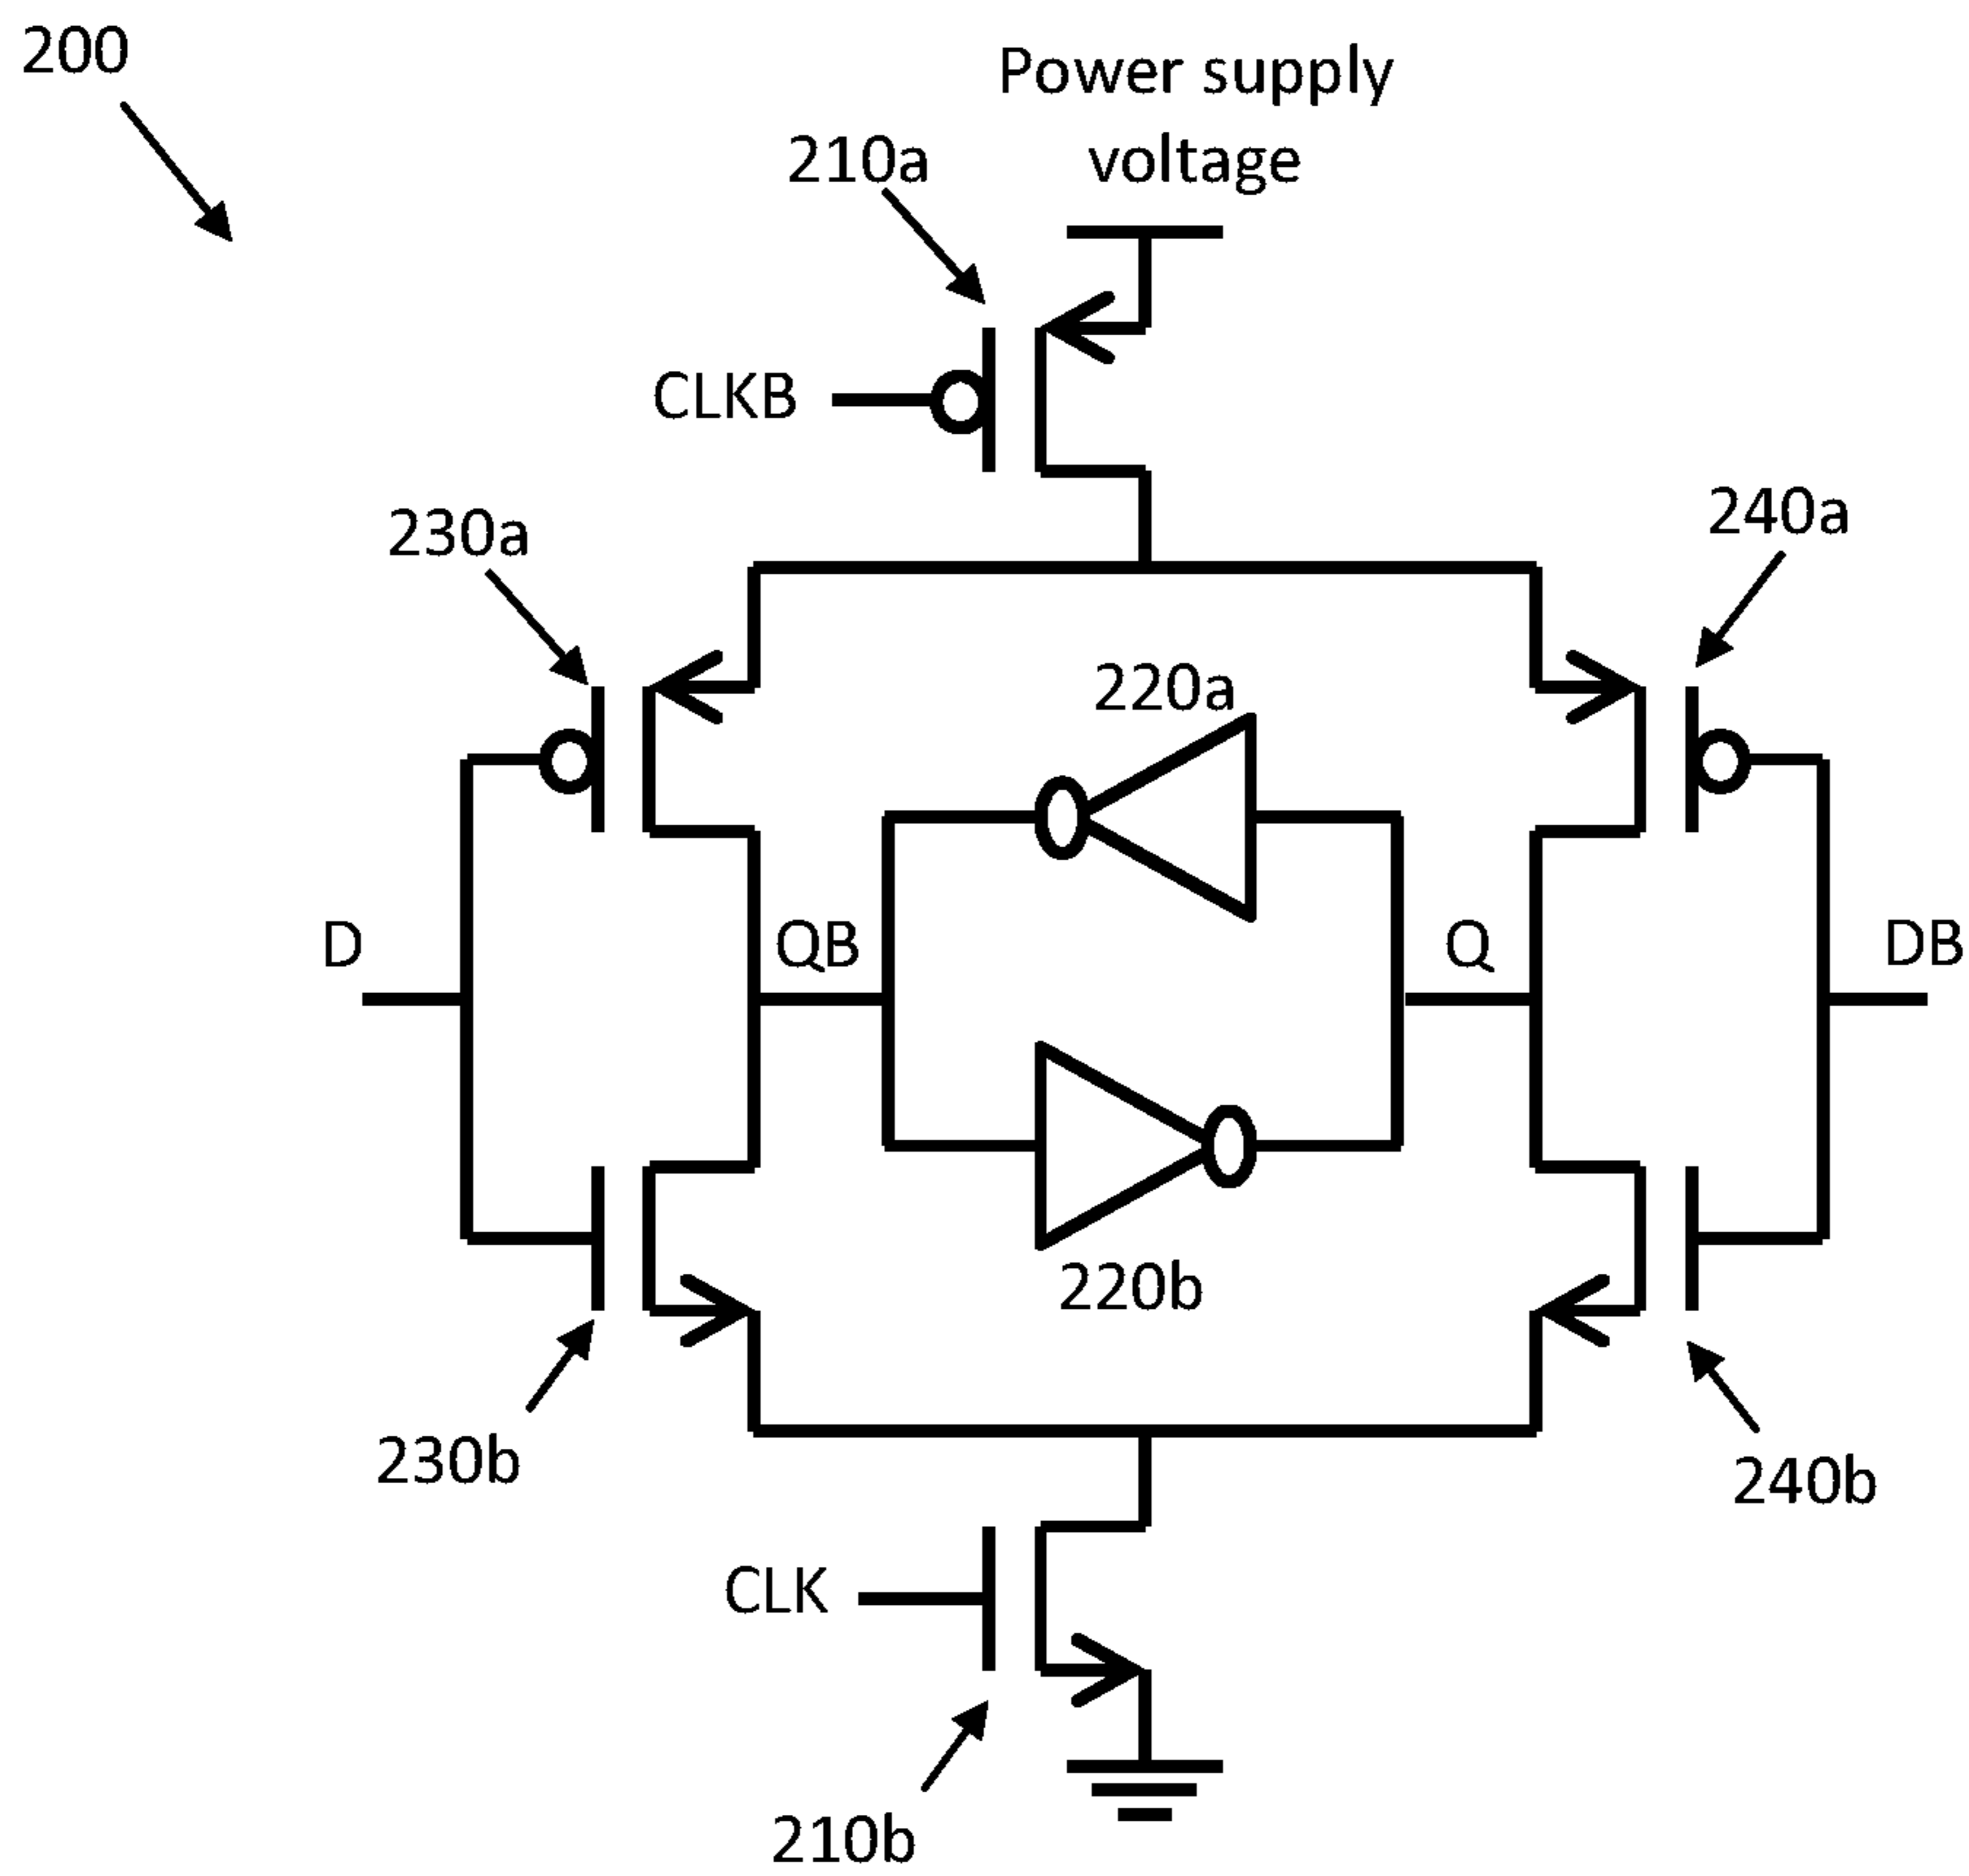 200
Power supply
voltage
210a
CLKB
230a
240a
220a
D
QB
Q
DB
220b
230b
240b
CLK
210b